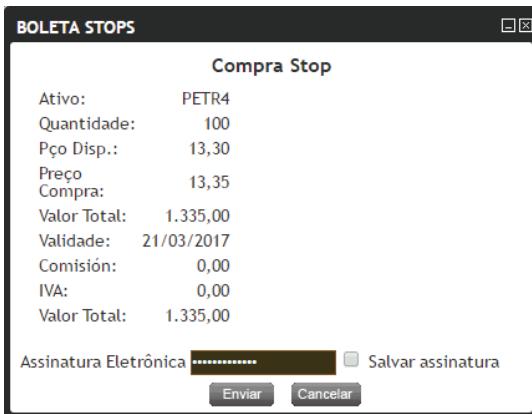 BOLETA STOPS
Compra Stop
Ativo: PETR4
Quantidade: 100
Pço Disp.: 13,30
Preço
Compra: 13,35
Valor Total: 1.335,00
Validade: 21/03/2017
Comisión: 0,00
IVA: 0,00
Valor Total: 1.335,00
Assinatura Eletrônica ••••••••••••• Salvar assinatura
Enviar Cancelar